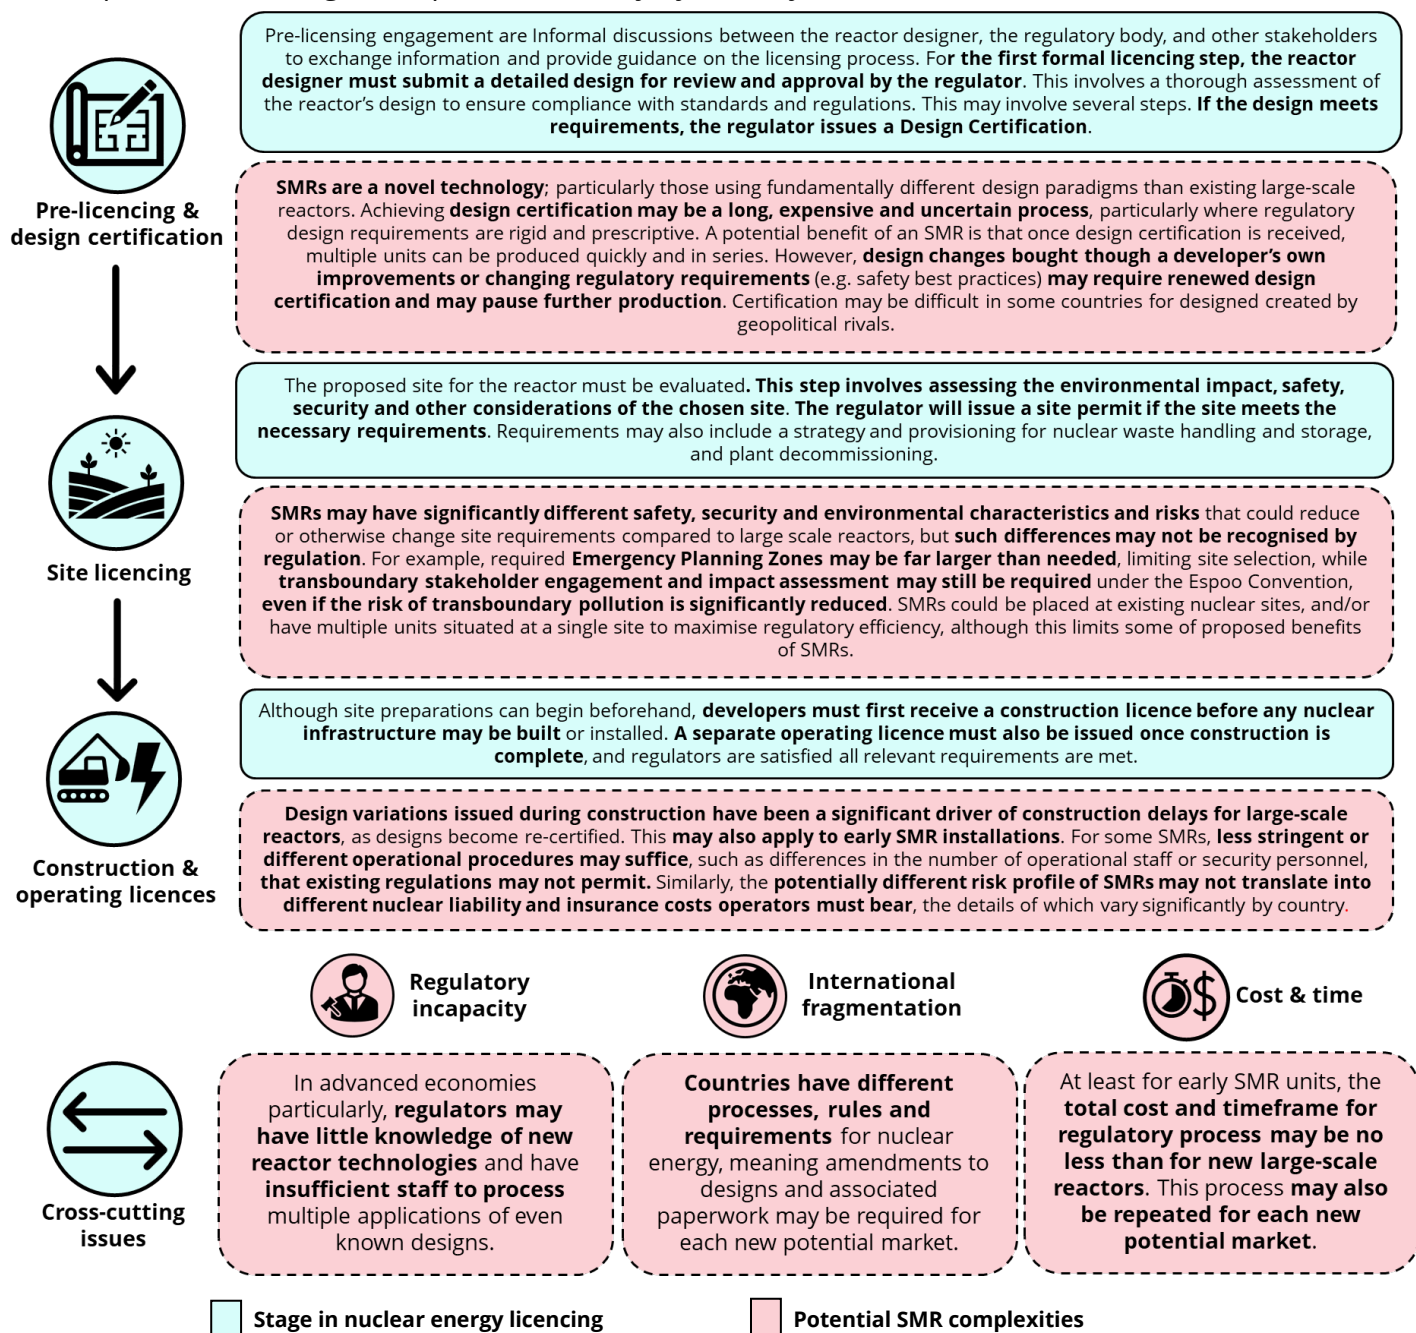 Pre-licensing engagement are Informal discussions between the reactor designer, the regulatory body, and other stakeholders
to exchange information and provide guidance on the licensing process. For the first formal licencing step, the reactor
designer must submit a detailed design for review and approval by the regulator. This involves a thorough assessment of
the reactor's design to ensure compliance with standards and regulations. This may involve several steps. If the design meets
requirements, the regulator issues a Design Certification.
Pre-licencing &
design certification
SMRs are a novel technology; particularly those using fundamentally different design paradigms than existing large-scale
reactors. Achieving design certification may be a long, expensive and uncertain process, particularly where regulatory
design requirements are rigid and prescriptive. A potential benefit of an SMR is that once design certification is received,
multiple units can be produced quickly and in series. However, design changes bought though a developer's own
improvements or changing regulatory requirements (e.g. safety best practices) may require renewed design
certification and may pause further production. Certification may be difficult in some countries for designed created by
geopolitical rivals.
The proposed site for the reactor must be evaluated. This step involves assessing the environmental impact, safety,
security and other considerations of the chosen site. The regulator will issue a site permit if the site meets the
necessary requirements. Requirements may also include a strategy and provisioning for nuclear waste handling and storage,
and plant decommissioning.
Site licencing
SMRs may have significantly different safety, security and environmental characteristics and risks that could reduce
or otherwise change site requirements compared to large scale reactors, but such differences may not be recognised by
regulation. For example, required Emergency Planning Zones may be far larger than needed, limiting site selection, while
transboundary stakeholder engagement and impact assessment may still be required under the Espoo Convention,
even if the risk of transboundary pollution is significantly reduced. SMRs could be placed at existing nuclear sites, and/or
have multiple units situated at a single site to maximise regulatory efficiency, although this limits some of proposed benefits
of SMRs.
Although site preparations can begin beforehand, developers must first receive a construction licence before any nuclear
infrastructure may be built or installed. A separate operating licence must also be issued once construction is
complete, and regulators are satisfied all relevant requirements are met.
Construction &
operating licences
Design variations issued during construction have been a significant driver of construction delays for large-scale
reactors, as designs become re-certified. This may also apply to early SMR installations. For some SMRs, less stringent or
different operational procedures may suffice, such as differences in the number of operational staff or security personnel,
that existing regulations may not permit. Similarly, the potentially different risk profile of SMRs may not translate into
different nuclear liability and insurance costs operators must bear, the details of which vary significantly by country.
Regulatory
incapacity
International
fragmentation
Cost & time
Cross-cutting
issues
In advanced economies
particularly, regulators may
have little knowledge of new
reactor technologies and have
insufficient staff to process
multiple applications of even
known designs.
Countries have different
processes, rules and
requirements for nuclear
energy, meaning amendments to
designs and associated
paperwork may be required for
each new potential market.
At least for early SMR units, the
total cost and timeframe for
regulatory process may be no
less than for new large-scale
reactors. This process may also
be repeated for each new
potential market.
Stage in nuclear energy licencing
Potential SMR complexities